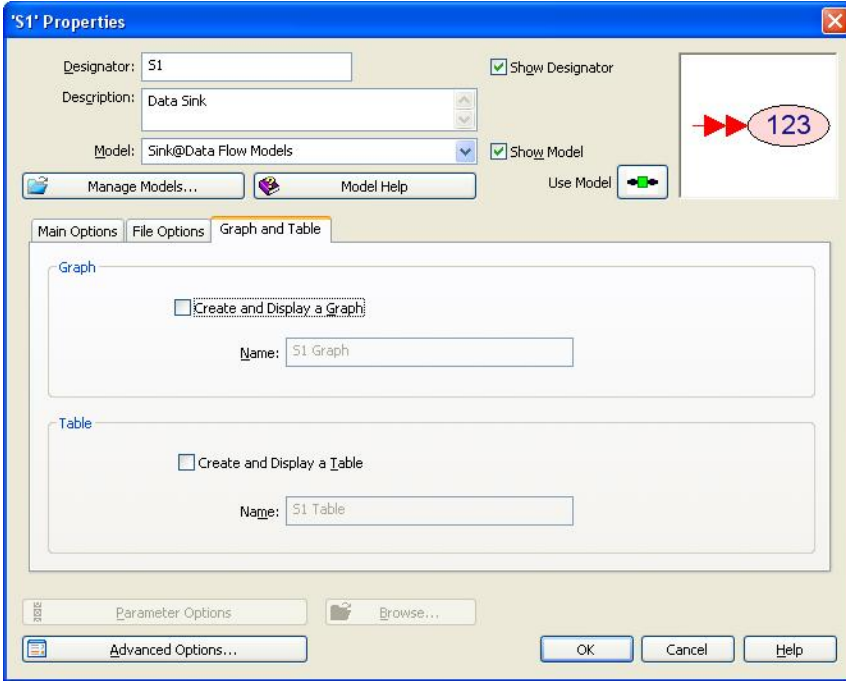 'S1' Properties
Designator: S1
Show Designator
Description: Data Sink
123
Model: Sink@Data Flow Models
Show Model
Manage Models...
Model Help
Use Model
Main Options
File Options
Graph and Table
Graph
Create and Display a Graph
Name: S1 Graph
Table
Create and Display a Table
Name: S1 Table
Parameter Options
Browse...
Advanced Options...
OK
Cancel
Help